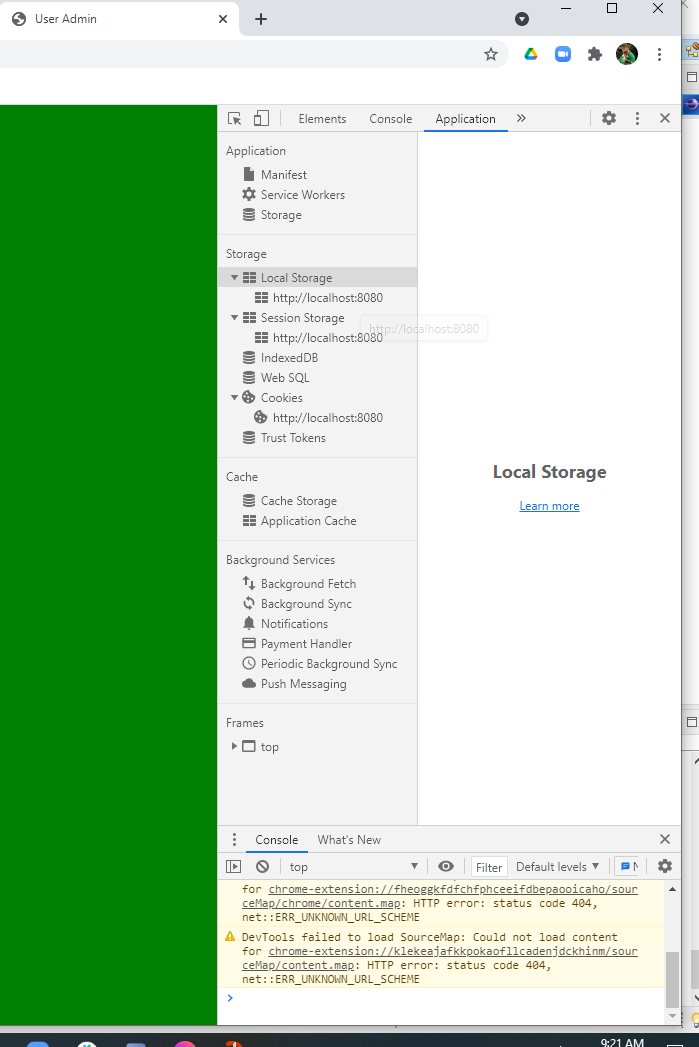 User Admin
Elements
Console
Application
Application
Manifest
Service Workers
Storage
Storage
Local Storage
http://localhost:8080
Session Storage
http://localhost:8080
http://localhost:8080
IndexedDB
Web SQL
Cookies
http://localhost:8080
Trust Tokens
Local Storage
Learn more
Cache
Cache Storage
Application Cache
Background Services
Background Fetch
Background Sync
Notifications
Payment Handler
Periodic Background Sync
Push Messaging
Frames
top
Console
What's New
top
Filter
Default levels
for chrome-extension://fheoggkfdfchfphceeifdbepaooicaho/sour
ceMap/chrome/content.map: HTTP error: status code 404,
net::ERR_UNKNOWN_URL_SCHEME
DevTools failed to load SourceMap: Could not load content
for chrome-extension://klekeajafkkpokaofllcadenjdckhinm/sour
ceMap/content.map: HTTP error: status code 404,
net::ERR_UNKNOWN_URL_SCHEME
9:21 AM